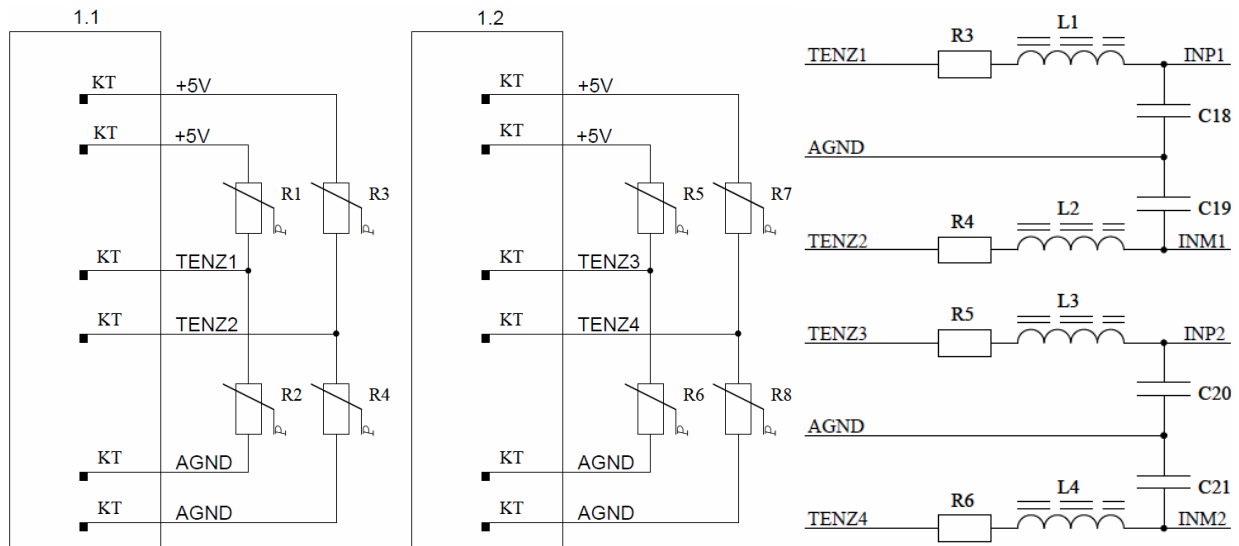 1.1
KT +5V
KT +5V
R1 R3
P P
KT TENZ1
KT TENZ2
R2 R4
P P
KT AGND
KT AGND
1.2
KT +5V
KT +5V
R5 R7
P P
KT TENZ3
KT TENZ4
R6 R8
P P
KT AGND
KT AGND
TENZ1 R3 L1 INP1
C18
AGND
C19
TENZ2 R4 L2 INM1
TENZ3 R5 L3 INP2
C20
AGND
C21
TENZ4 R6 L4 INM2